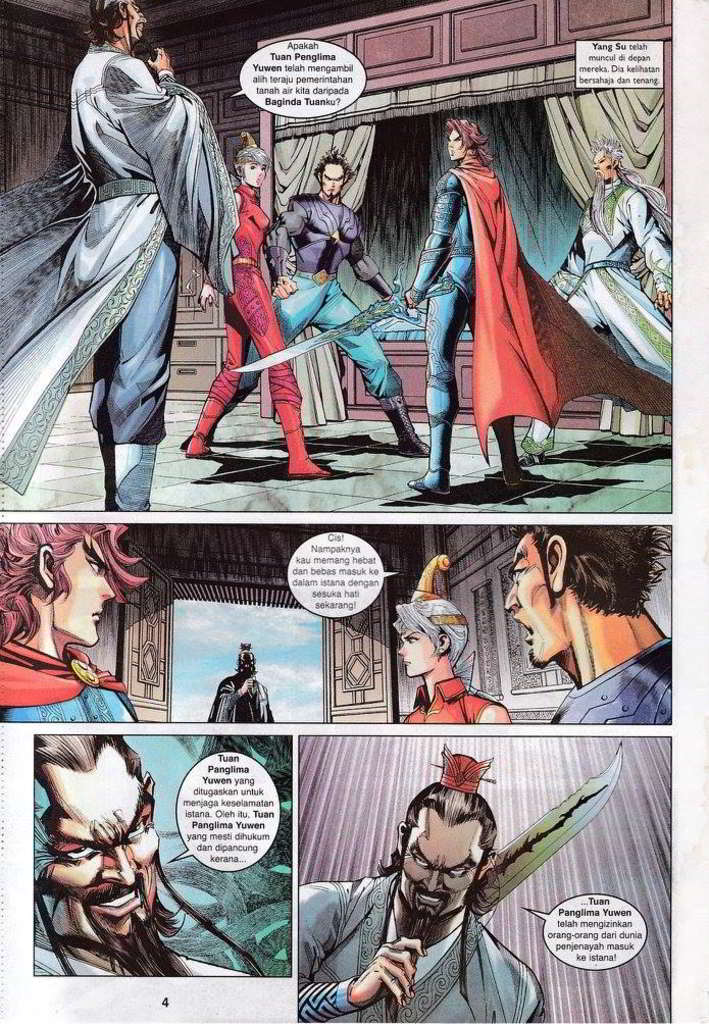 Apakah
Tuan Penglima
Yuwen telah mengambil
alih teraju pemerintahan
tanah air kita daripada
Baginda Tuanku?
Yang Su telah
muncul di depan
mereka. Dia kelihatan
bersahaja dan tenang.
Cis!
Nampaknya
kau memang hebat
dan bebas masuk ke
dalam istana dengan
sesuka hati
sekarang!
Tuan
Panglima
Yuwen yang
ditugaskan untuk
menjaga keselamatan
istana. Oleh itu, Tuan
Panglima Yuwen
yang mesti dihukum
dan dipancung
kerana...
...Tuan
Panglima Yuwen
telah mengizinkan
orang-orang dari dunia
penjenayah masuk
ke istana!
4